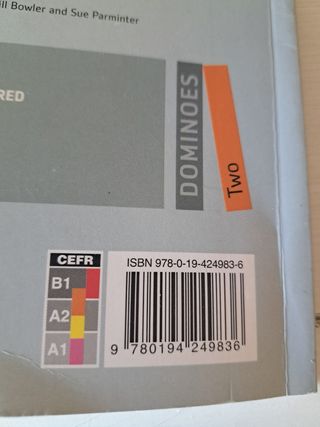 ill Bowler and Sue Parminter
RED
DOMINOES
Two
CEFR
B1
A2
A1
ISBN 978-0-19-424983-6
9 780194 249836